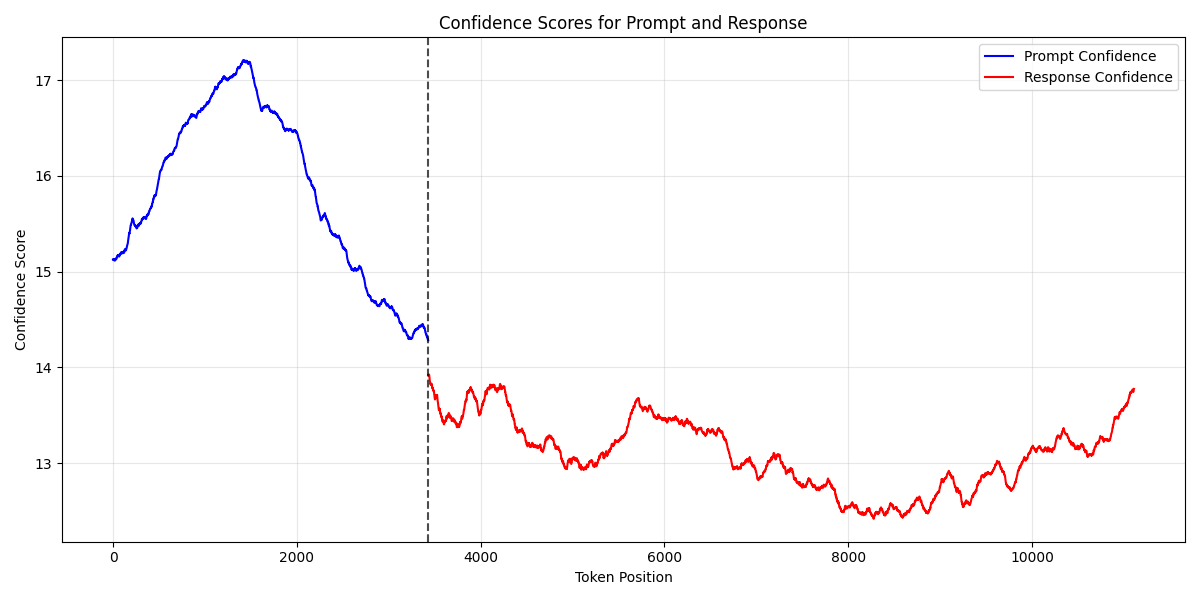 Confidence Scores for Prompt and Response
Prompt Confidence
Response Confidence
Confidence Score
17
16
15
14
13
0
2000
4000
6000
8000
10000
Token Position